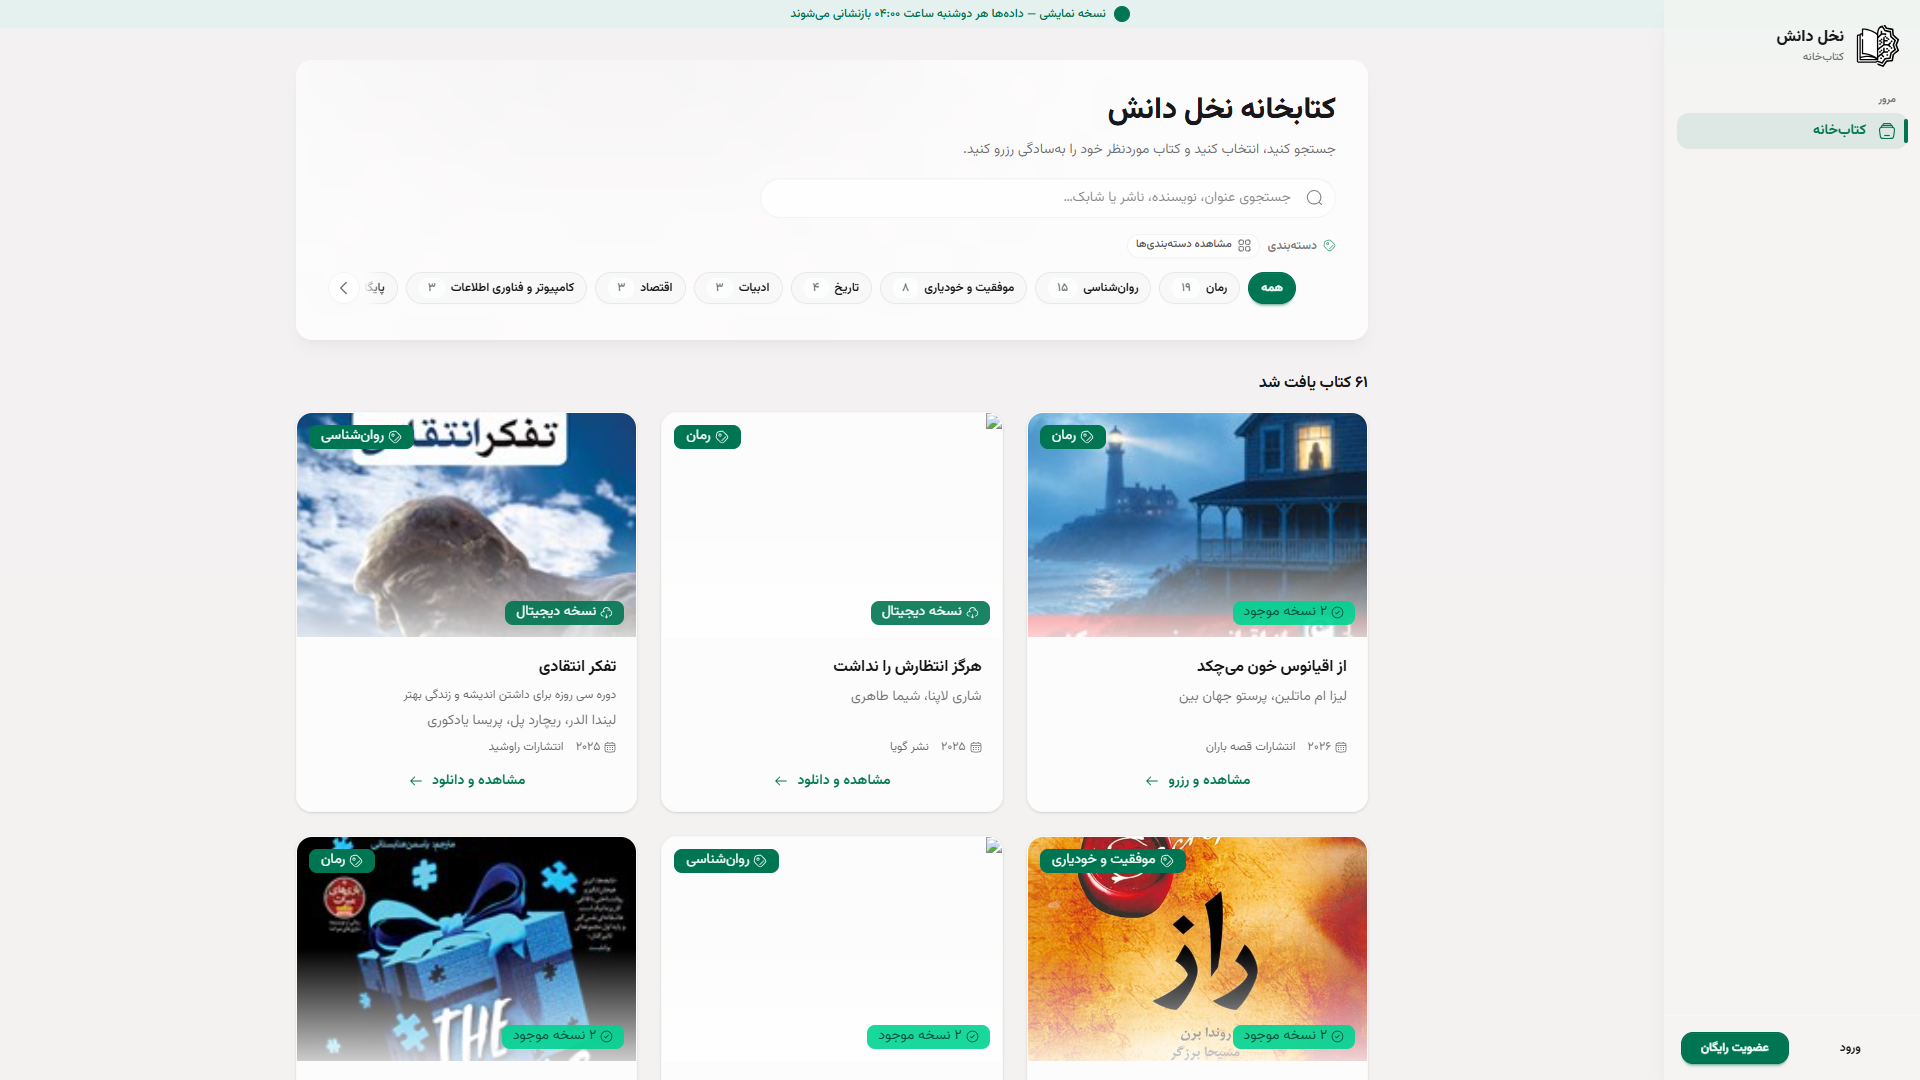 نسخه نمایشی — داده‌ها هر دوشنبه ساعت ۰۴:۰۰ بازنشانی می‌شوند
نخل دانش
کتاب‌خانه
مرور
کتاب‌خانه
کتابخانه نخل دانش
جستجو کنید، انتخاب کنید و کتاب موردنظر خود را به‌سادگی رزرو کنید.
جستجوی عنوان، نویسنده، ناشر یا شابک...
دسته‌بندی مشاهده دسته‌بندی‌ها
همه رمان ۱۹ روان‌شناسی ۱۵ موفقیت و خودیاری ۸ تاریخ ۴ ادبیات ۳ اقتصاد ۳ کامپیوتر و فناوری اطلاعات ۳
۶۱ کتاب یافت شد
رمان
۲ نسخه موجود
از اقیانوس خون می‌چکد
لیزا ام ماتلین، پرستو جهان بین
۲۰۲۶ انتشارات قصه باران
مشاهده و رزرو
رمان
نسخه دیجیتال
هرگز انتظارش را نداشت
شاری لاپنا، شیما طاهری
۲۰۲۵ نشر گویا
مشاهده و دانلود
تفکر انتقادی
روان‌شناسی
نسخه دیجیتال
تفکر انتقادی
دوره سی روزه برای داشتن اندیشه و زندگی بهتر
لیندا الدر، ریچارد پل، پریسا یادکوری
۲۰۲۵ انتشارات راوشید
مشاهده و دانلود
موفقیت و خودیاری
راز
روندا برن
مسیحا برزگر
۲ نسخه موجود
روان‌شناسی
۲ نسخه موجود
رمان
THE
۲ نسخه موجود
ورود
عضویت رایگان